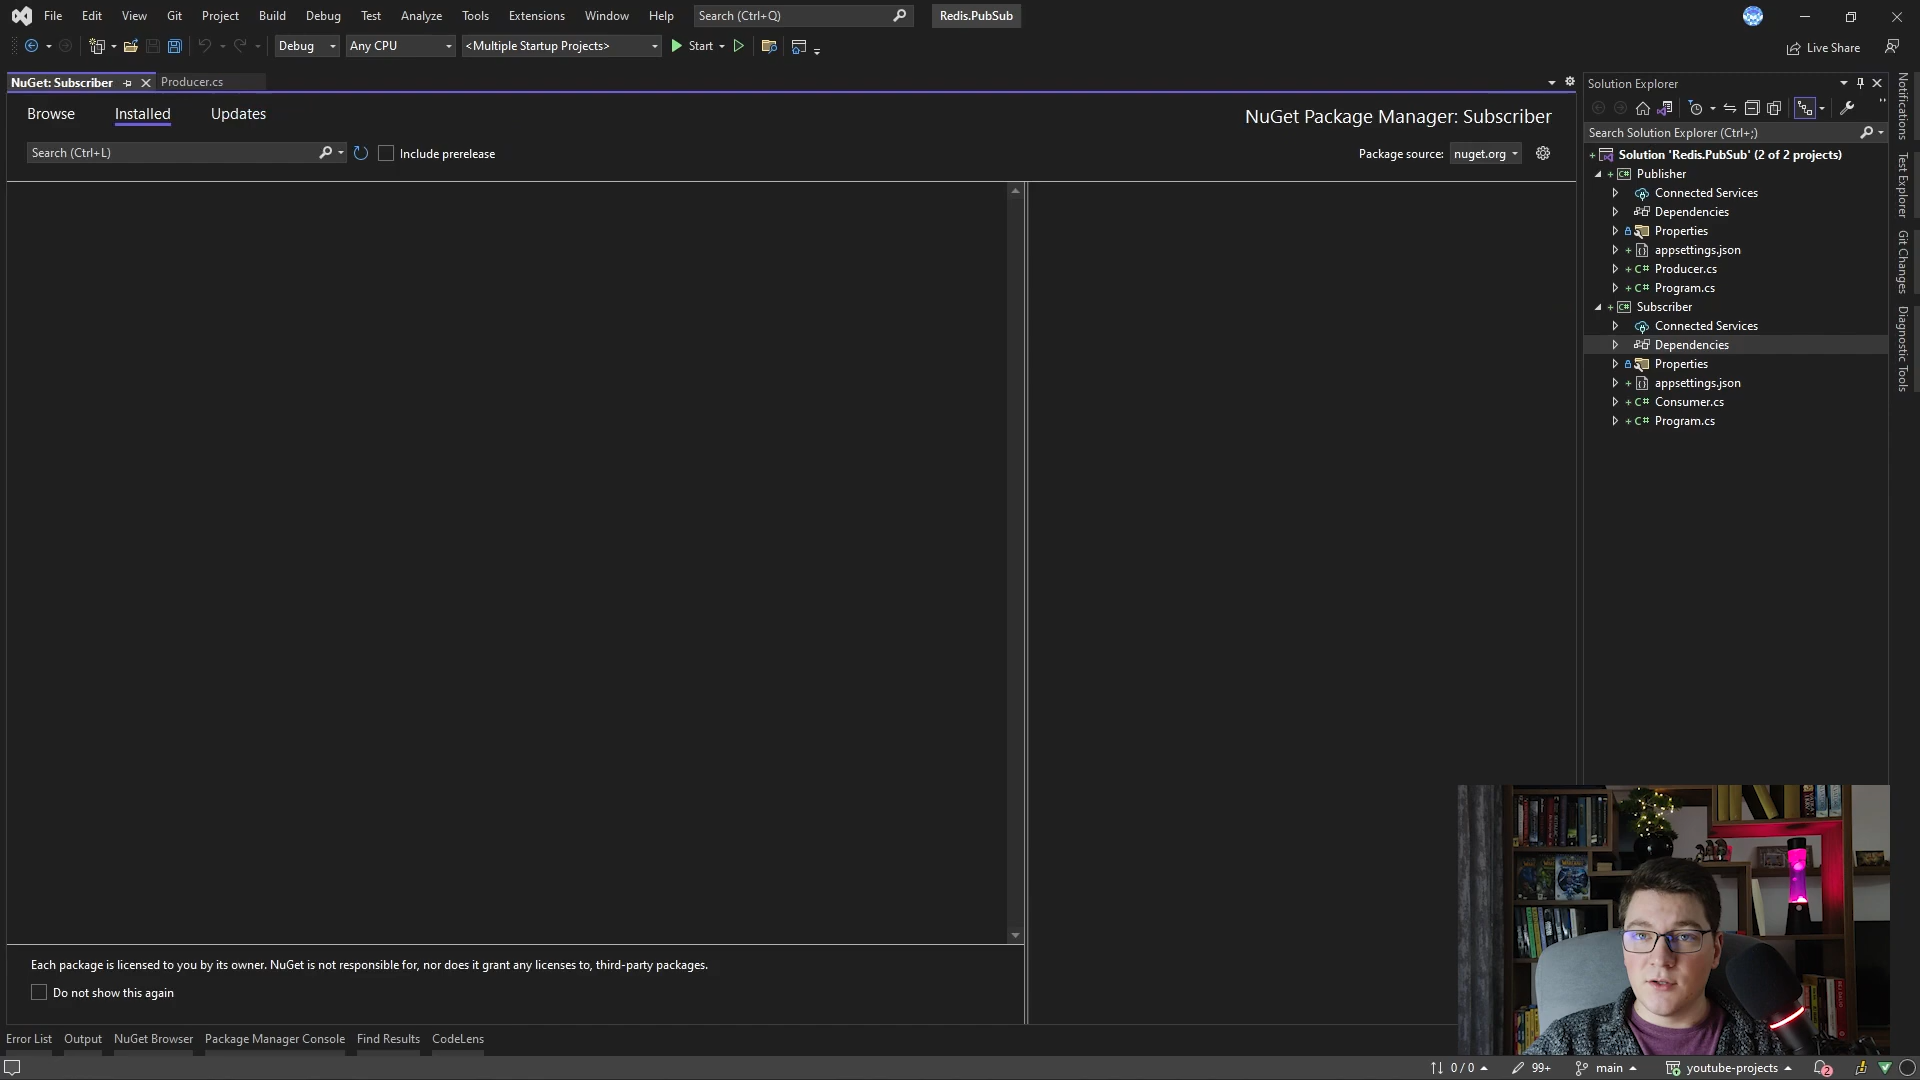 File Edit View Git Project Build Debug Test Analyze Tools Extensions Window Help Search (Ctrl+Q) Redis.PubSub
Debug Any CPU <Multiple Startup Projects> Start Live Share
NuGet: Subscriber Producer.cs
Browse Installed Updates NuGet Package Manager: Subscriber
Search (Ctrl+L) Include prerelease Package source: nuget.org
Each package is licensed to you by its owner. NuGet is not responsible for, nor does it grant any licenses to, third-party packages.
Do not show this again
Solution Explorer
Search Solution Explorer (Ctrl+;)
Solution 'Redis.PubSub' (2 of 2 projects)
Publisher
Connected Services
Dependencies
Properties
appsettings.json
C# Producer.cs
C# Program.cs
Subscriber
Connected Services
Dependencies
Properties
appsettings.json
C# Consumer.cs
C# Program.cs
Notifications
Test Explorer
Git Changes
Diagnostic Tools
Error List Output NuGet Browser Package Manager Console Find Results CodeLens
0 / 0 99+ main youtube-projects 2